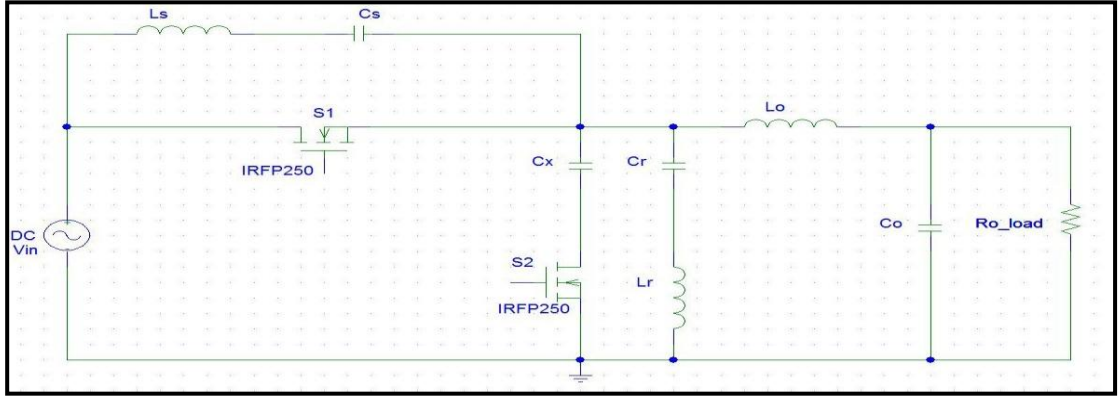 Ls
Cs
S1
IRFP250
Lo
Cx
Cr
DC
Vin
S2
IRFP250
Lr
Co
Ro_load